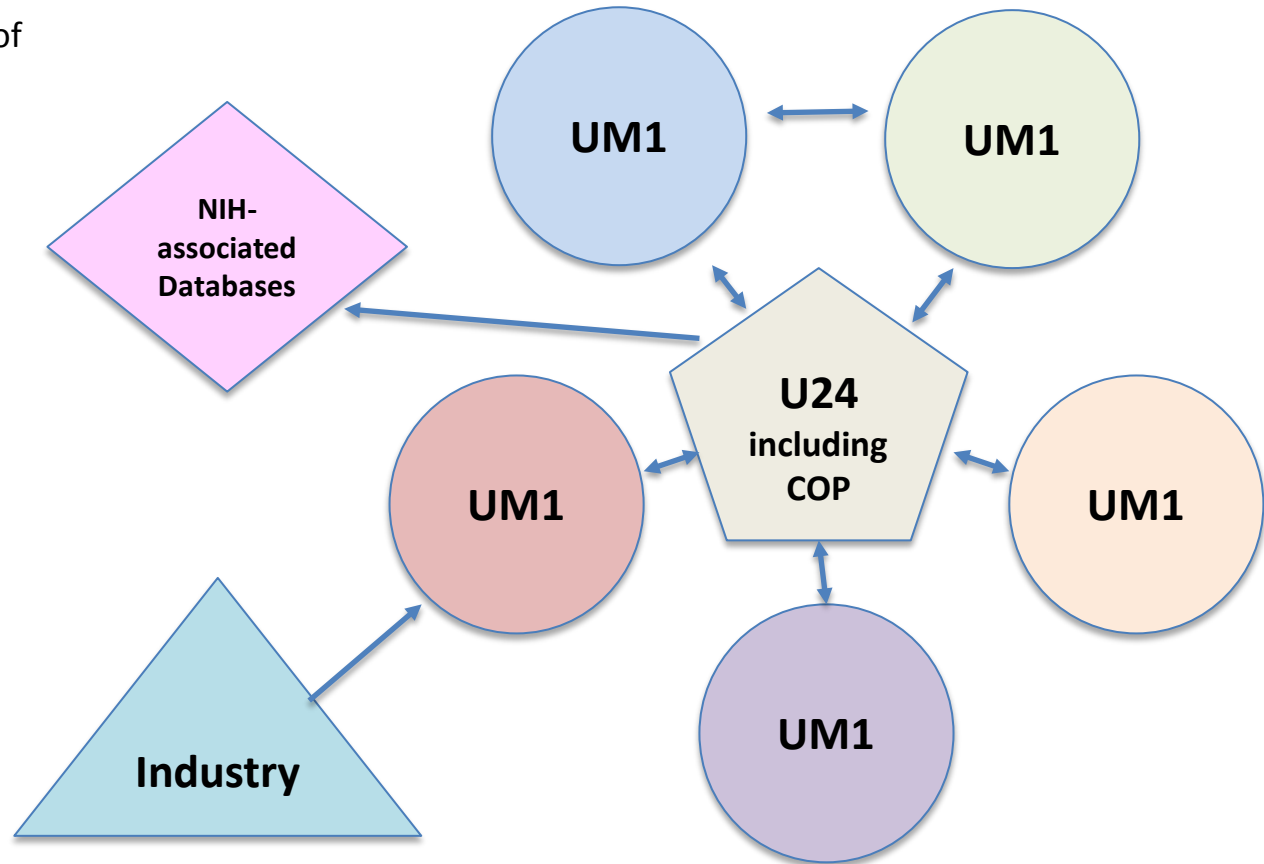 of
UM1
UM1
NIH-
associated
Databases
U24
including
COP
UM1
UM1
UM1
Industry